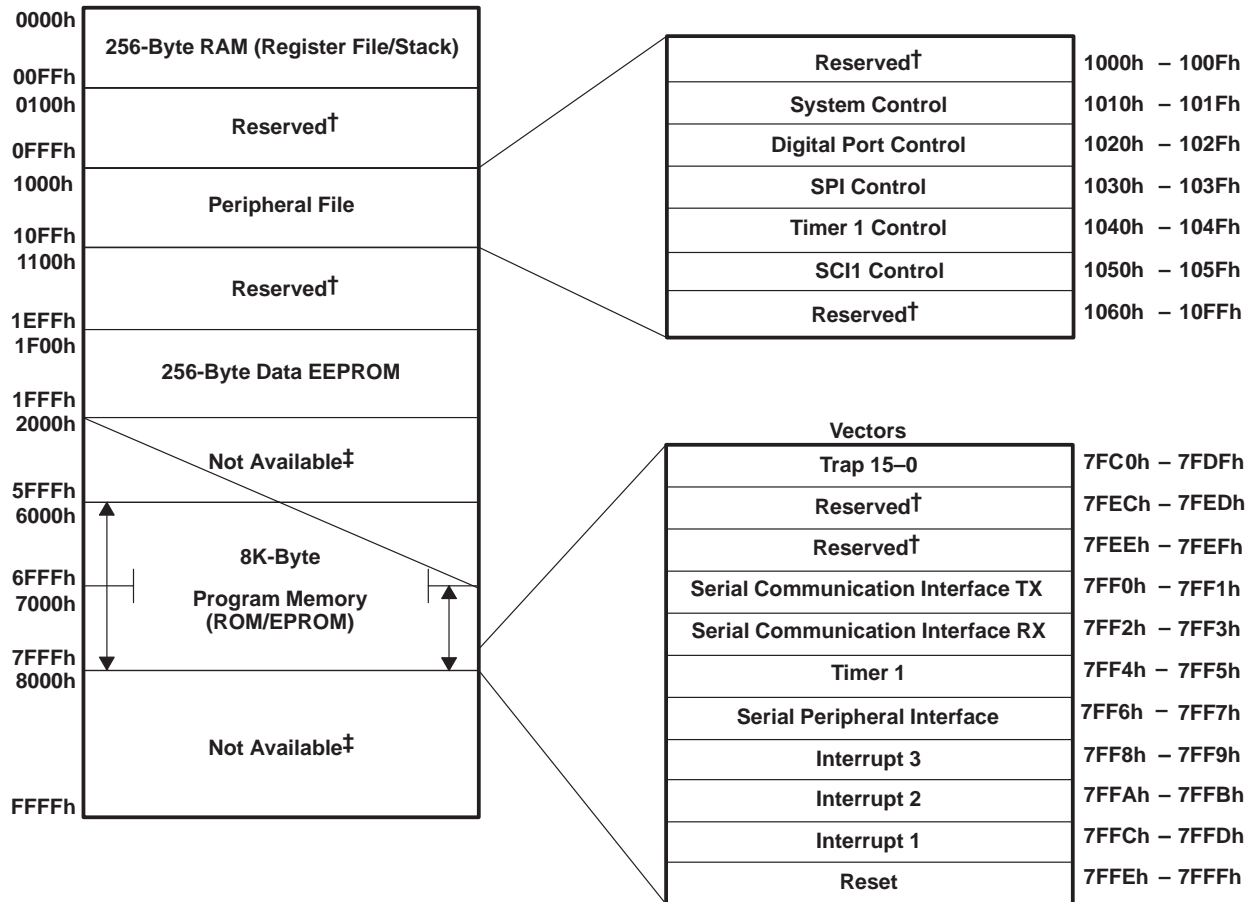 0000h
256-Byte RAM (Register File/Stack)
00FFh
0100h
Reserved†
0FFFh
1000h
Peripheral File
10FFh
1100h
Reserved†
1EFFh
1F00h
256-Byte Data EEPROM
1FFFh
2000h
Not Available‡
5FFFh
6000h
8K-Byte
6FFFh
7000h
Program Memory
(ROM/EPROM)
7FFFh
8000h
Not Available‡
FFFFh
Reserved† 1000h – 100Fh
System Control 1010h – 101Fh
Digital Port Control 1020h – 102Fh
SPI Control 1030h – 103Fh
Timer 1 Control 1040h – 104Fh
SCI1 Control 1050h – 105Fh
Reserved† 1060h – 10FFh
Vectors
Trap 15–0 7FC0h – 7FDFh
Reserved† 7FECh – 7FEDh
Reserved† 7FEEh – 7FEFh
Serial Communication Interface TX 7FF0h – 7FF1h
Serial Communication Interface RX 7FF2h – 7FF3h
Timer 1 7FF4h – 7FF5h
Serial Peripheral Interface 7FF6h – 7FF7h
Interrupt 3 7FF8h – 7FF9h
Interrupt 2 7FFAh – 7FFBh
Interrupt 1 7FFCh – 7FFDh
Reset 7FFEh – 7FFFh